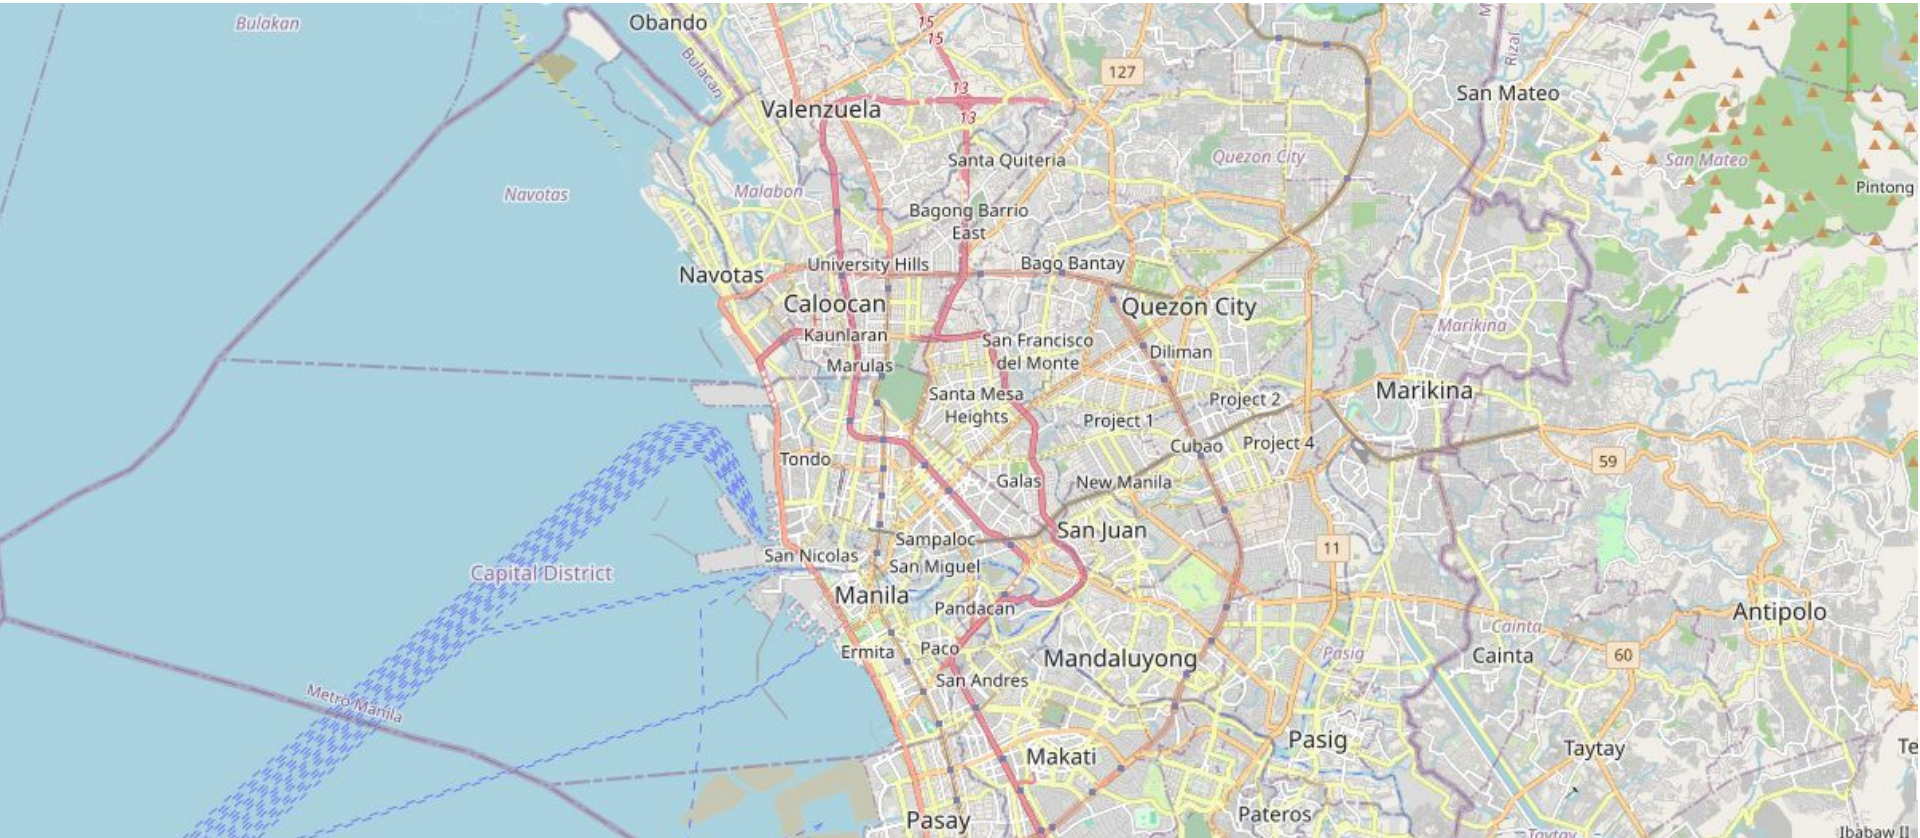 Bulakan
Obando
15
15
Bulacan
127
Rizal
San Mateo
13
Valenzuela
13
Santa Quiteria
Quezon City
San Mateo
Navotas
Malabon
Pintong
Bagong Barrio
East
University Hills
Bago Bantay
Navotas
Caloocan
Quezon City
Marikina
Kaunlaran
San Francisco
del Monte
Diliman
Marulas
Santa Mesa
Heights
Project 2
Marikina
Project 1
Cubao
Project 4
Tondo
59
Galas
New Manila
San Juan
Sampaloc
San Nicolas
11
San Miguel
Capital District
Manila
Pandacan
Antipolo
Cainta
Ermita
Paco
Mandaluyong
Pasig
Cainta
60
San Andres
Metro Manila
Pasig
Makati
Taytay
Te
Pasay
Pateros
Taytay
Ibabaw II